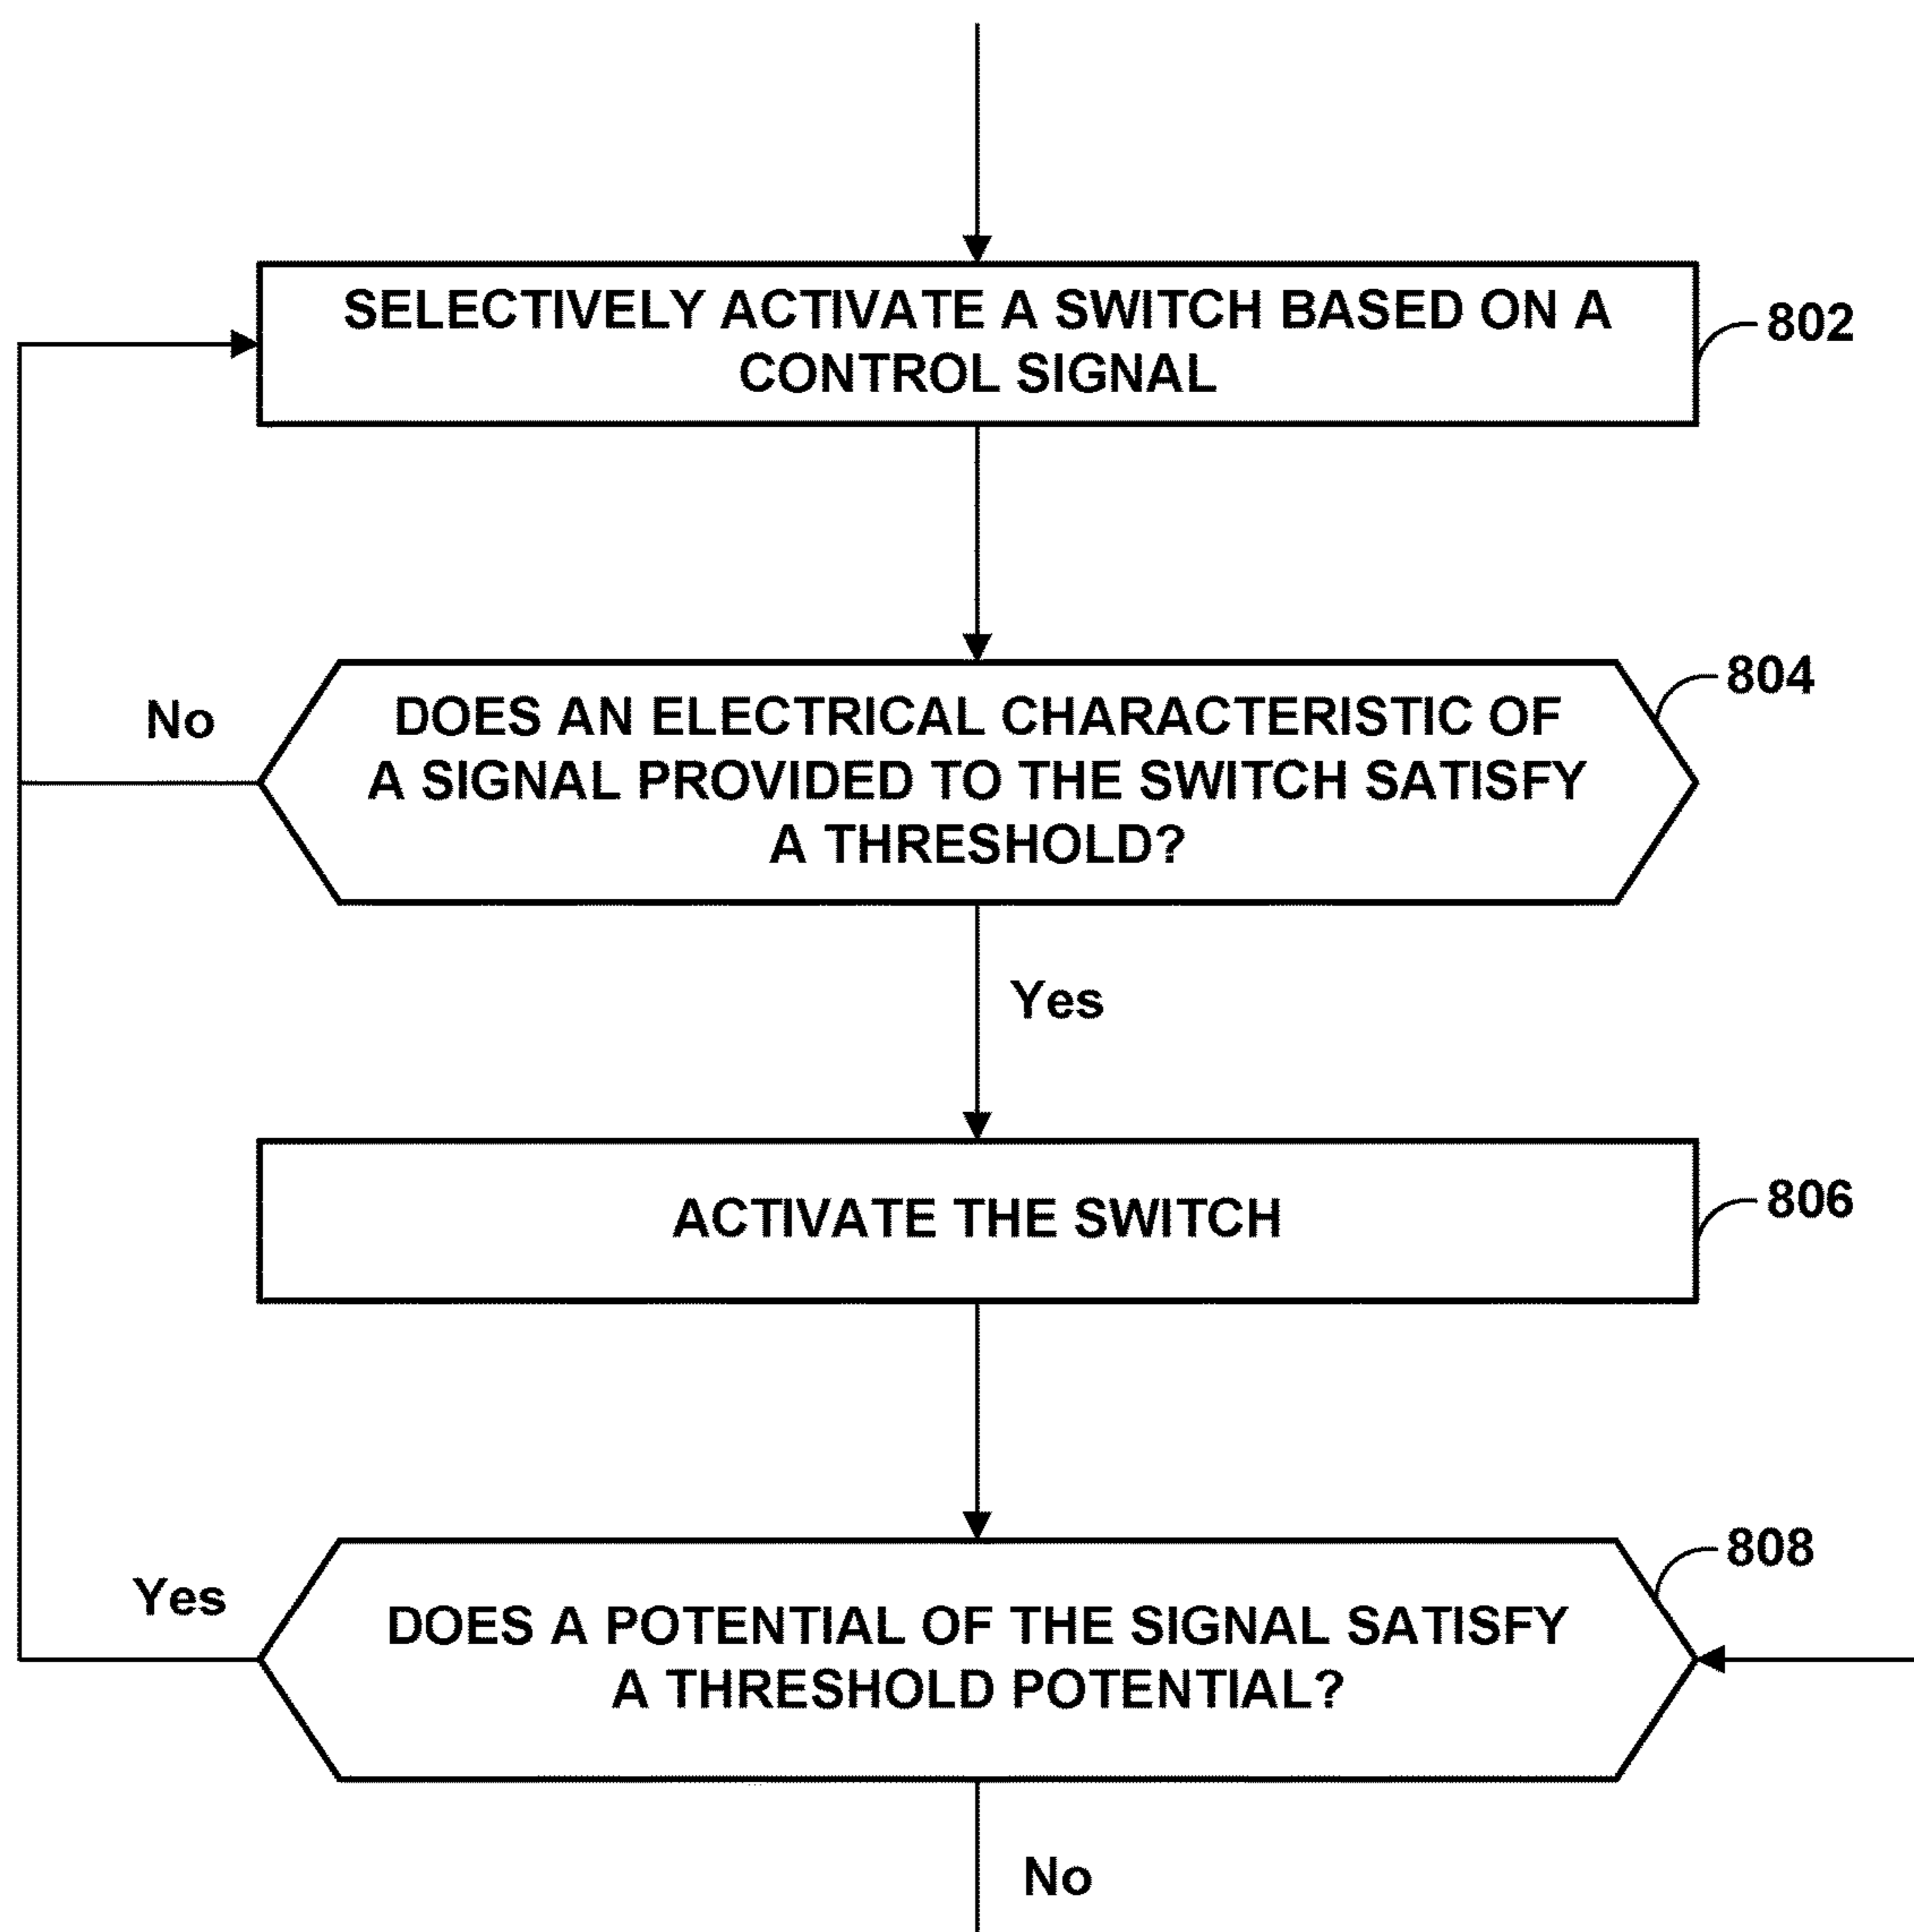 SELECTIVELY ACTIVATE A SWITCH BASED ON A
CONTROL SIGNAL
802
804
No
DOES AN ELECTRICAL CHARACTERISTIC OF
A SIGNAL PROVIDED TO THE SWITCH SATISFY
A THRESHOLD?
Yes
ACTIVATE THE SWITCH
806
808
Yes
DOES A POTENTIAL OF THE SIGNAL SATISFY
A THRESHOLD POTENTIAL?
No